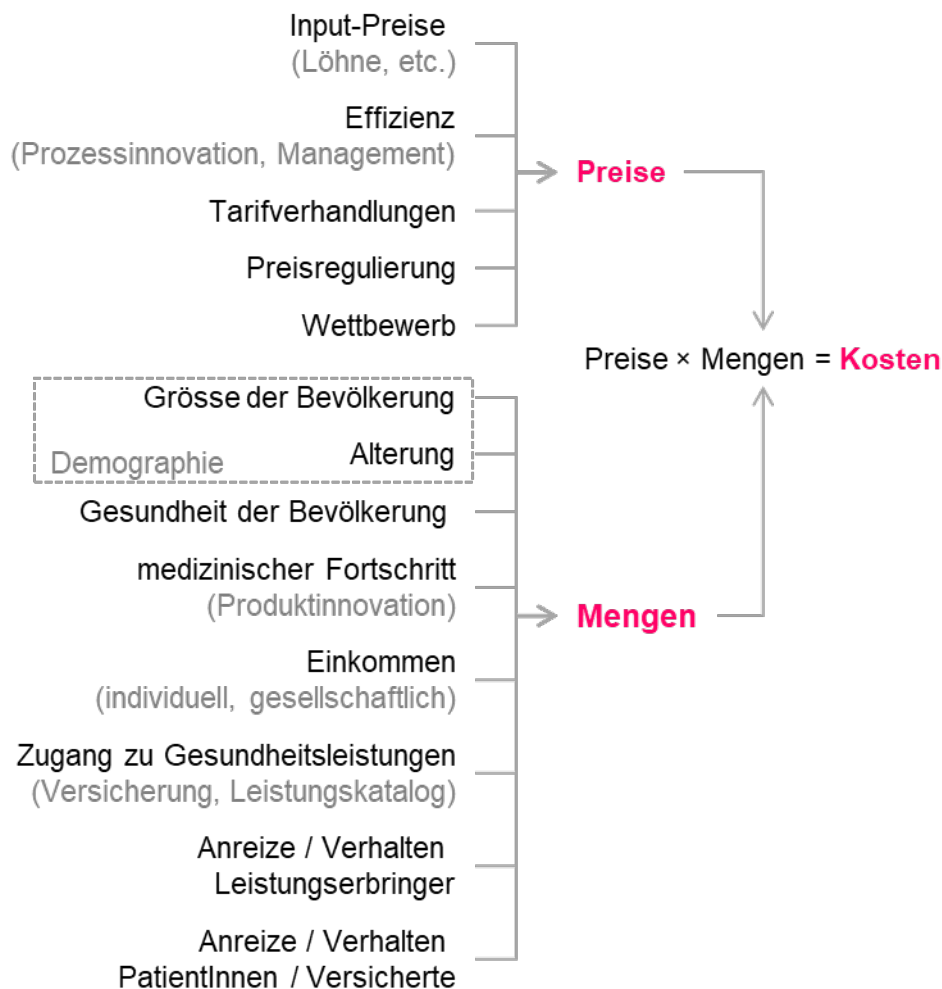 Input-Preise
(Löhne, etc.)
Effizienz
(Prozessinnovation, Management)
Preise
Tarifverhandlungen
Preisregulierung
Wettbewerb
Preise × Mengen = Kosten
Grösse der Bevölkerung
Demographie
Alterung
Gesundheit der Bevölkerung
medizinischer Fortschritt
(Produktinnovation)
Mengen
Einkommen
(individuell, gesellschaftlich)
Zugang zu Gesundheitsleistungen
(Versicherung, Leistungskatalog)
Anreize / Verhalten
Leistungserbringer
Anreize / Verhalten
PatientInnen / Versicherte